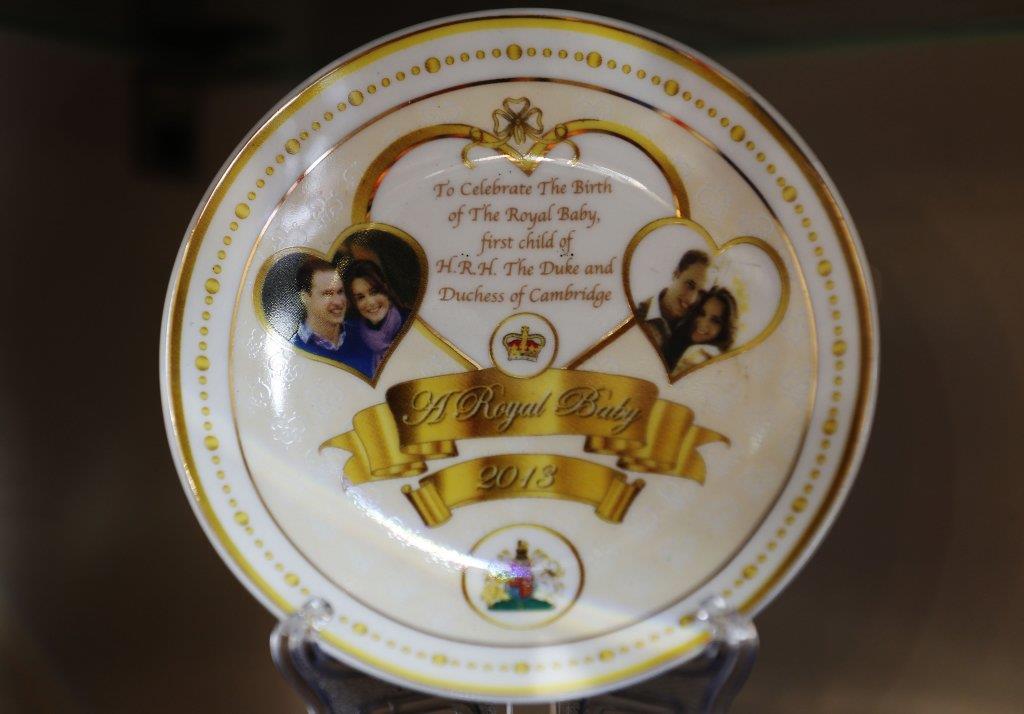 To Celebrate The Birth
of The Royal Baby,
first child of
H.R.H. The Duke and
Duchess of Cambridge
A Royal Baby
2013